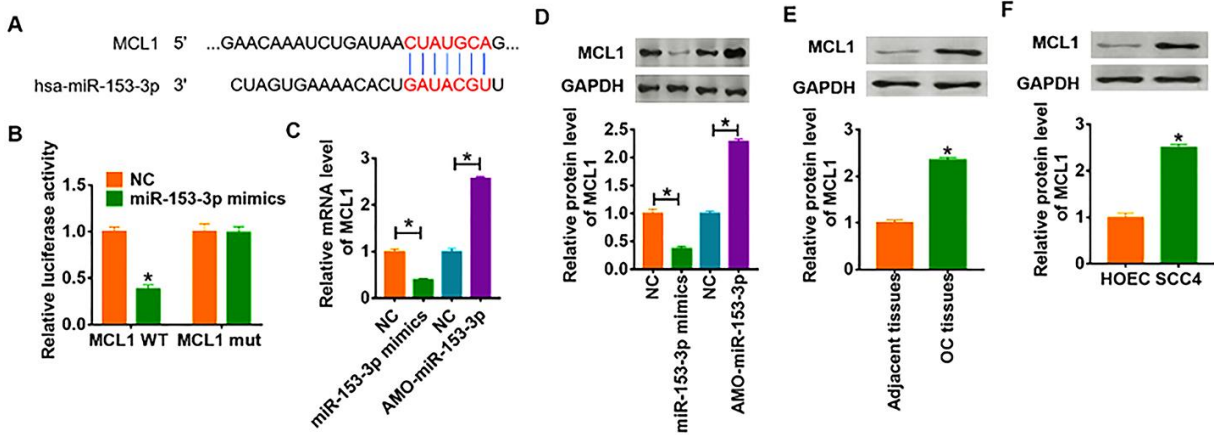 A
MCL1 5' ...GAACAAAUCUGAUAACUAUGCAG...
hsa-miR-153-3p 3' CUAGUGAAAACACUGAUACGUU
B
Relative luciferase activity
1.5
1.0
0.5
0.0
NC
miR-153-3p mimics
*
MCL1 WT
MCL1 mut
C
Relative mRNA level
of MCL1
3
2
1
0
*
*
NC
miR-153-3p mimics
NC
AMO-miR-153-3p
D
MCL1
GAPDH
Relative protein level
of MCL1
2.5
2.0
1.5
1.0
0.5
0.0
*
*
NC
miR-153-3p mimics
NC
AMO-miR-153-3p
E
MCL1
GAPDH
Relative protein level
of MCL1
3
2
1
0
*
Adjacent tissues
OC tissues
F
MCL1
GAPDH
Relative protein level
of MCL1
3
2
1
0
*
HOEC SCC4